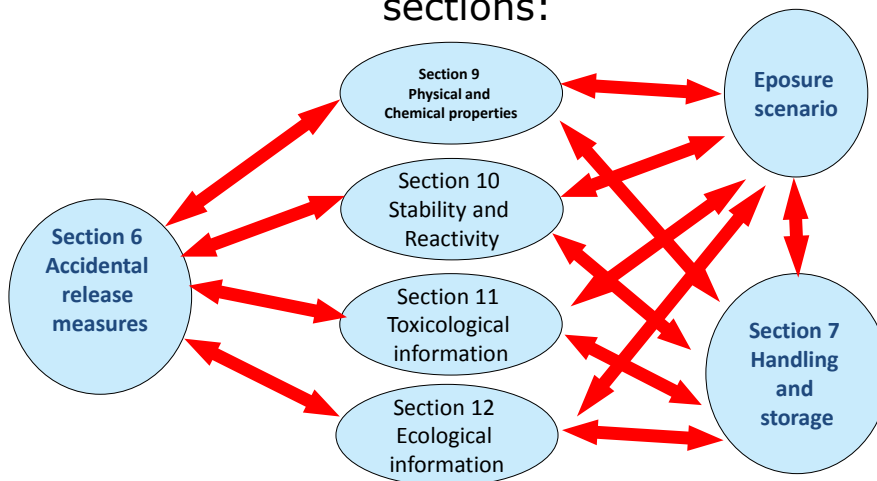 sections:
Section 9
Physical and
Chemical properties
Eposure
scenario
Section 10
Stability and
Reactivity
Section 6
Accidental
release
measures
Section 11
Toxicological
information
Section 7
Handling
and
storage
Section 12
Ecological
information